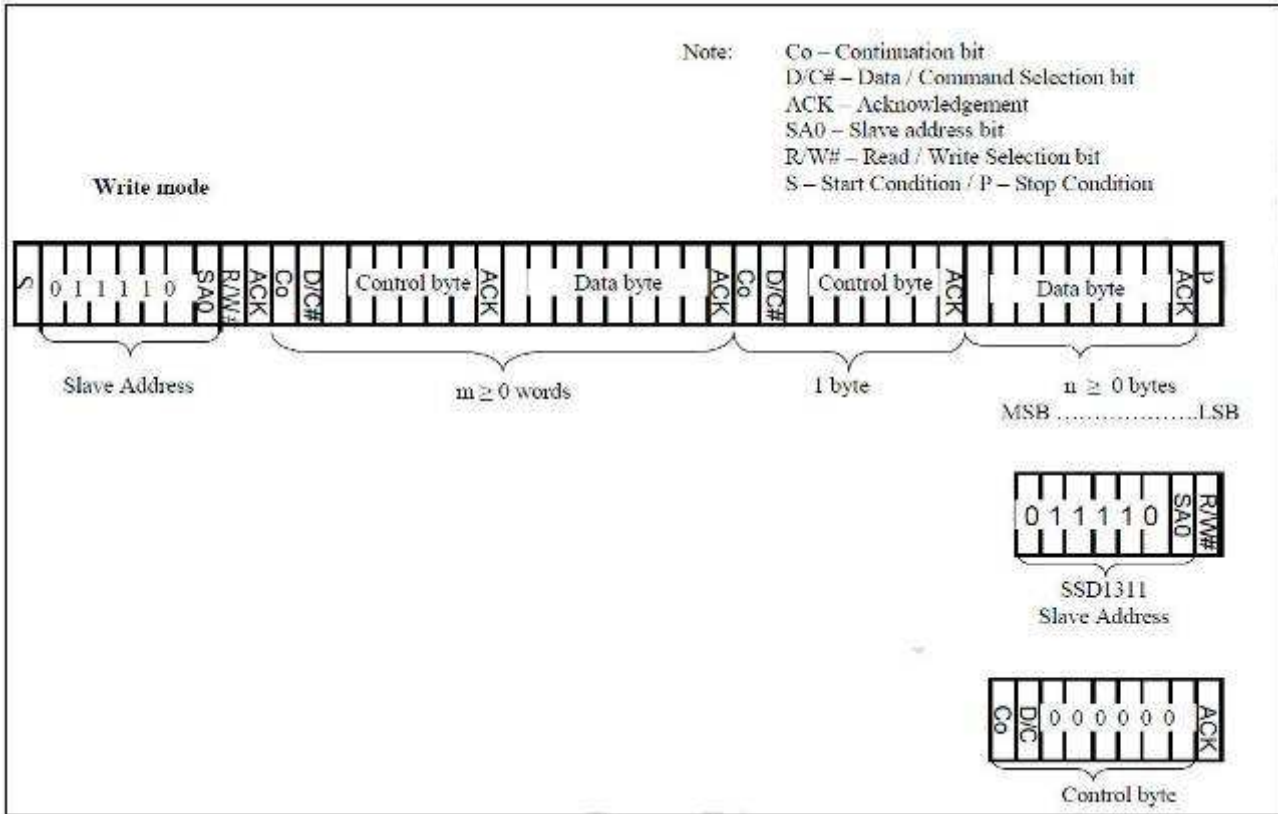 Note: Co – Continuation bit
D/C# – Data / Command Selection bit
ACK – Acknowledgement
SA0 – Slave address bit
R/W# – Read / Write Selection bit
S – Start Condition / P – Stop Condition
Write mode
S 0 1 1 1 1 0 SA0 R/W# ACK Co D/C# Control byte ACK Data byte ACK Co D/C# Control byte ACK Data byte ACK P
Slave Address
m ≥ 0 words
1 byte
n ≥ 0 bytes
MSB ....................LSB
0 1 1 1 1 0 SA0 R/W#
SSD1311
Slave Address
Co D/C 0 0 0 0 0 0 ACK
Control byte